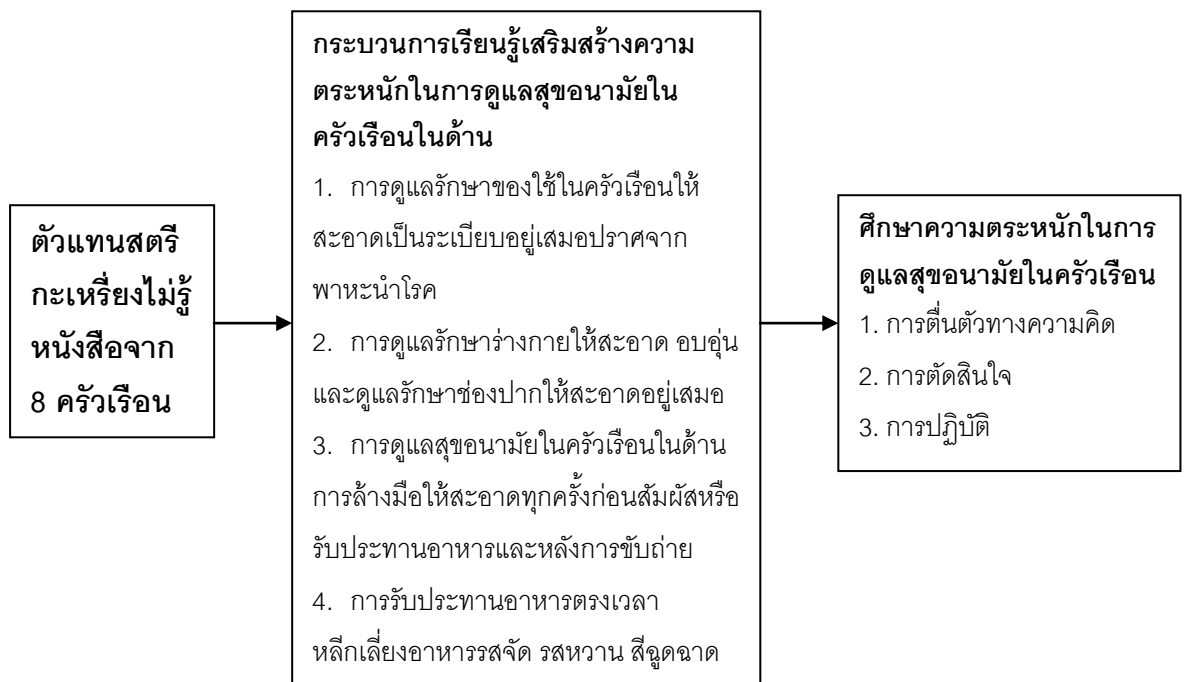 ตัวแทนสตรี
กะเหรี่ยงไม่รู้
หนังสือจาก
8 ครัวเรือน
กระบวนการเรียนรู้เสริมสร้างความ
ตระหนักในการดูแลสุขอนามัยใน
ครัวเรือนในด้าน
1. การดูแลรักษาของใช้ในครัวเรือนให้
สะอาดเป็นระเบียบอยู่เสมอปราศจาก
พาหะนำโรค
2. การดูแลรักษาร่างกายให้สะอาด อบอุ่น
และดูแลรักษาช่องปากให้สะอาดอยู่เสมอ
3. การดูแลสุขอนามัยในครัวเรือนในด้าน
การล้างมือให้สะอาดทุกครั้งก่อนสัมผัสหรือ
รับประทานอาหารและหลังการขับถ่าย
4. การรับประทานอาหารตรงเวลา
หลีกเลี่ยงอาหารรสจัด รสหวาน สีฉูดฉาด
ศึกษาความตระหนักในการ
ดูแลสุขอนามัยในครัวเรือน
1. การตื่นตัวทางความคิด
2. การตัดสินใจ
3. การปฏิบัติ